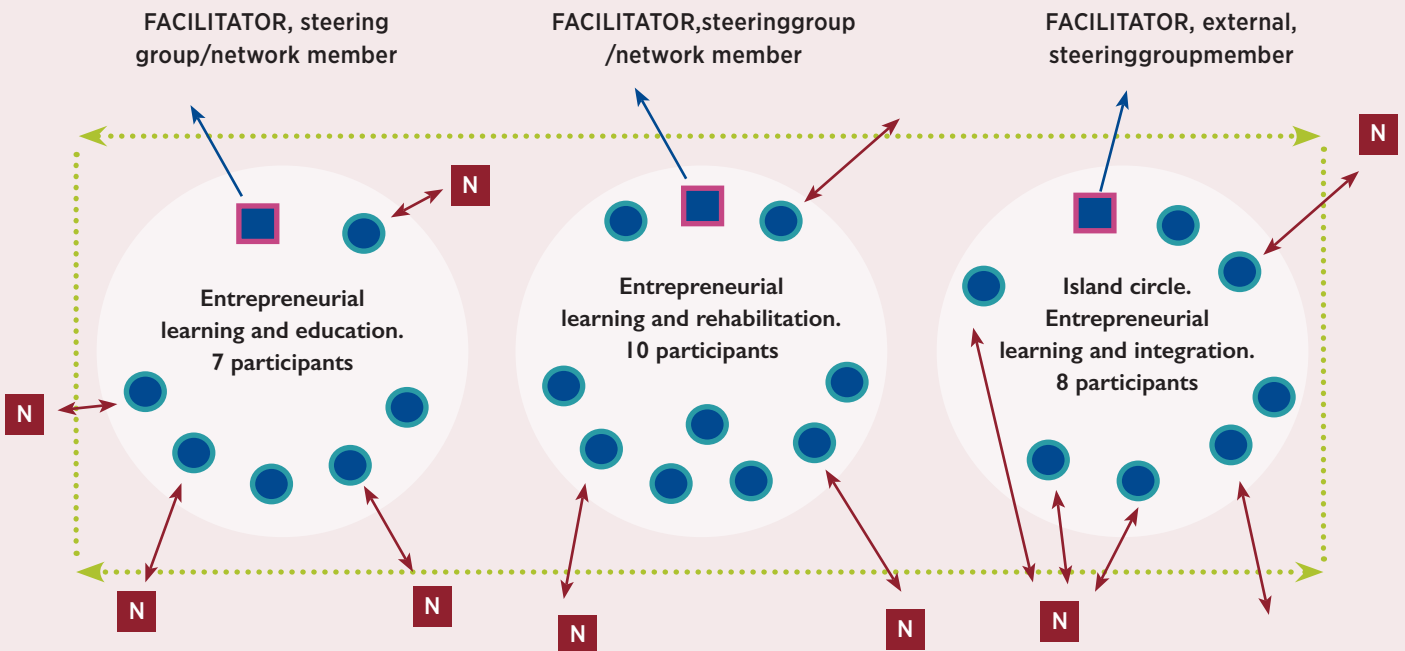 FACILITATOR, steering
group/network member
FACILITATOR,steeringgroup
/network member
FACILITATOR, external,
steeringgroupmember
N
N
Entrepreneurial
learning and education.
7 participants
Entrepreneurial
learning and rehabilitation.
10 participants
Island circle.
Entrepreneurial
learning and integration.
8 participants
N
N
N
N
N
N